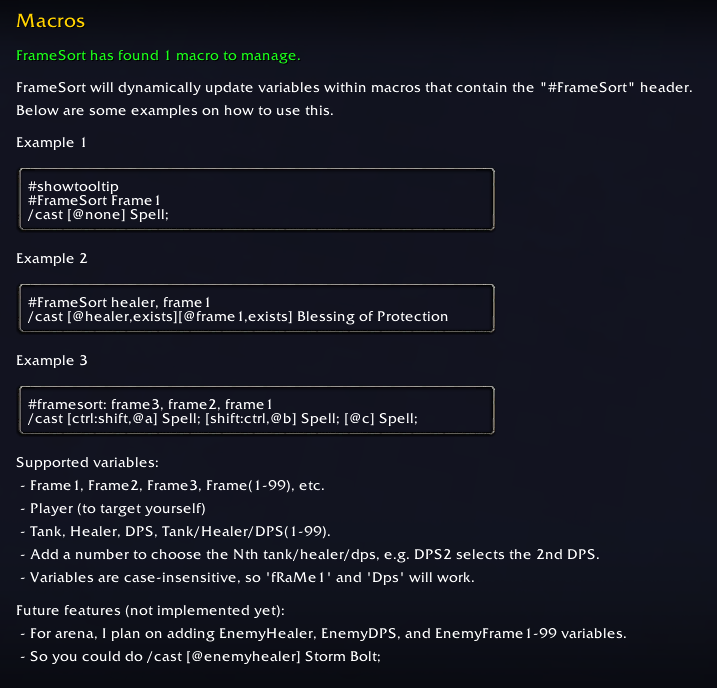 Macros
FrameSort has found 1 macro to manage.
FrameSort will dynamically update variables within macros that contain the "#FrameSort" header.
Below are some examples on how to use this.
Example 1
#showtooltip
#FrameSort Frame1
/cast [@none] Spell;
Example 2
#FrameSort healer, frame1
/cast [@healer,exists][@frame1,exists] Blessing of Protection
Example 3
#framesort: frame3, frame2, frame1
/cast [ctrl:shift,@a] Spell; [shift:ctrl,@b] Spell; [@c] Spell;
Supported variables:
- Frame1, Frame2, Frame3, Frame(1-99), etc.
- Player (to target yourself)
- Tank, Healer, DPS, Tank/Healer/DPS(1-99).
- Add a number to choose the Nth tank/healer/dps, e.g. DPS2 selects the 2nd DPS.
- Variables are case-insensitive, so 'fRaMe1' and 'Dps' will work.
Future features (not implemented yet):
- For arena, I plan on adding EnemyHealer, EnemyDPS, and EnemyFrame1-99 variables.
- So you could do /cast [@enemyhealer] Storm Bolt;